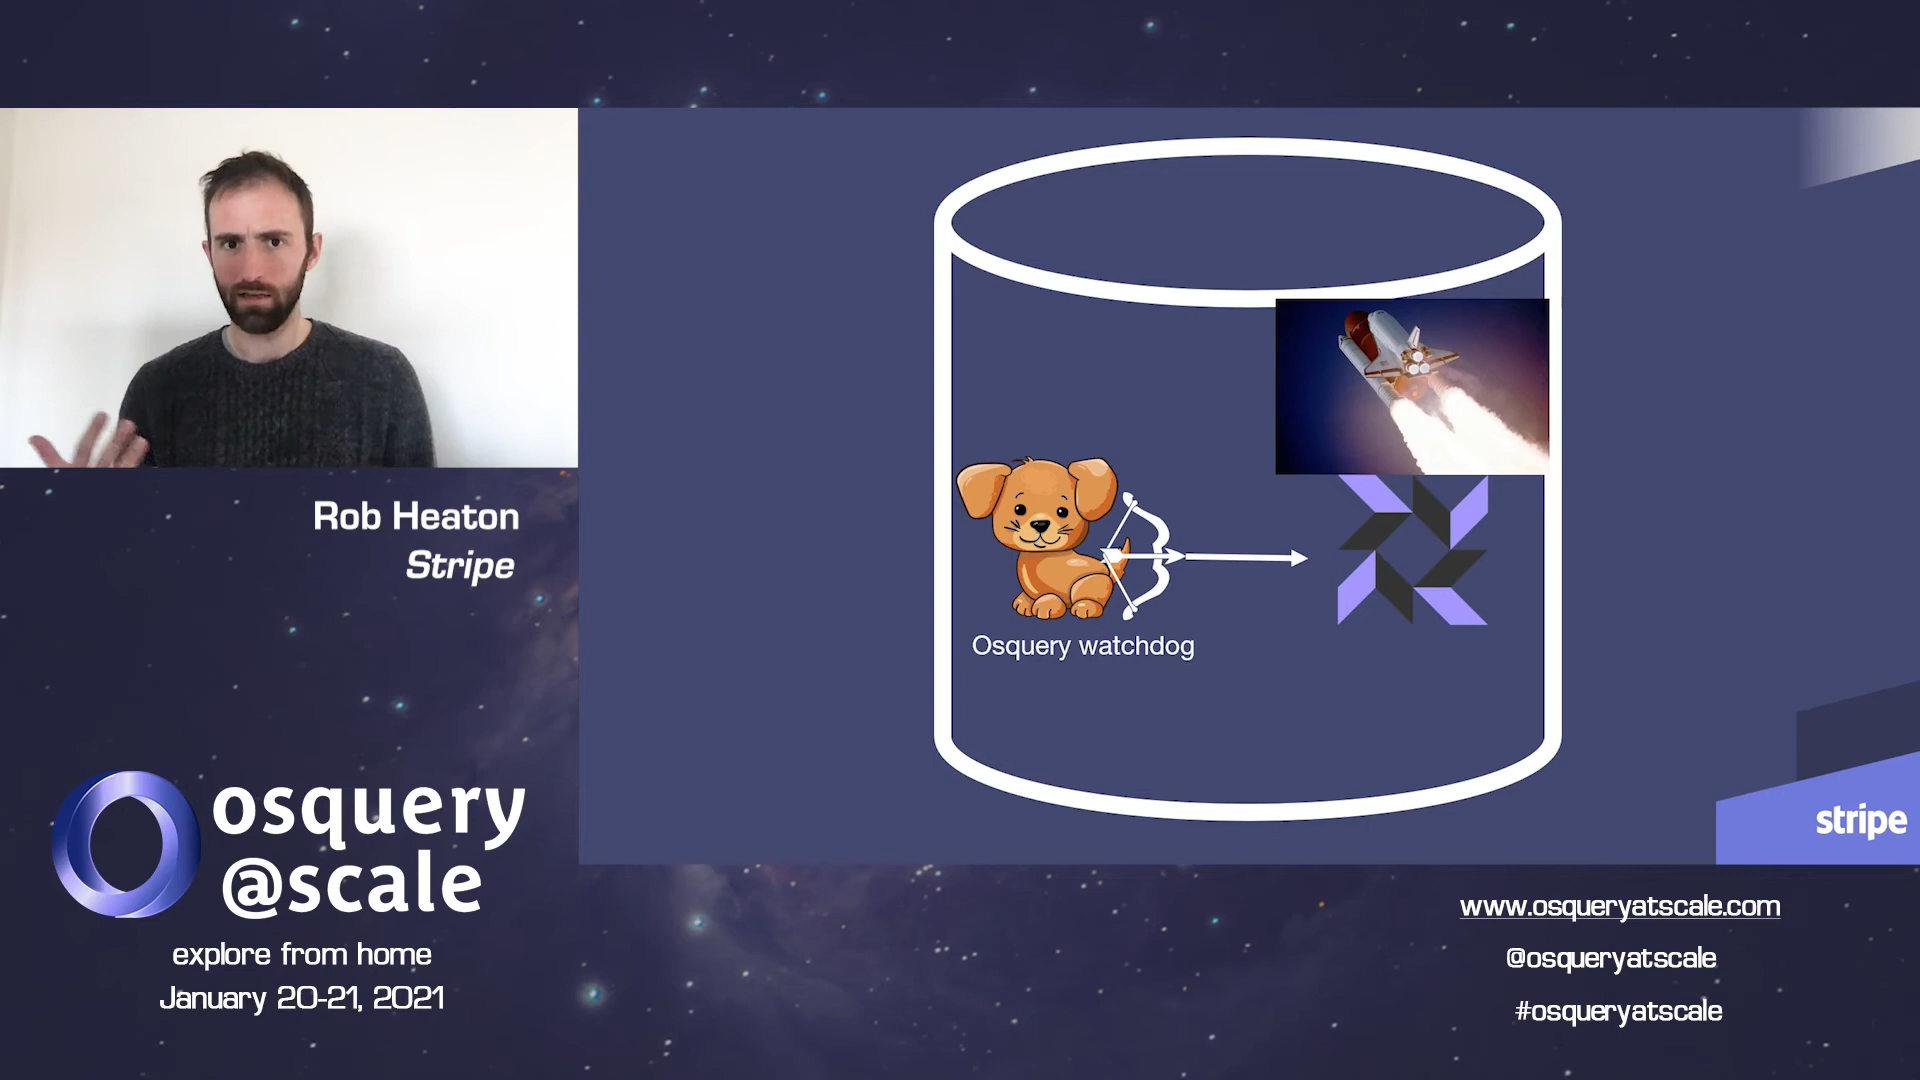 Rob Heaton
Stripe
osquery
@scale
explore from home
January 20-21, 2021
Osquery watchdog
stripe
www.osqueryatscale.com
@osqueryatscale
#osqueryatscale